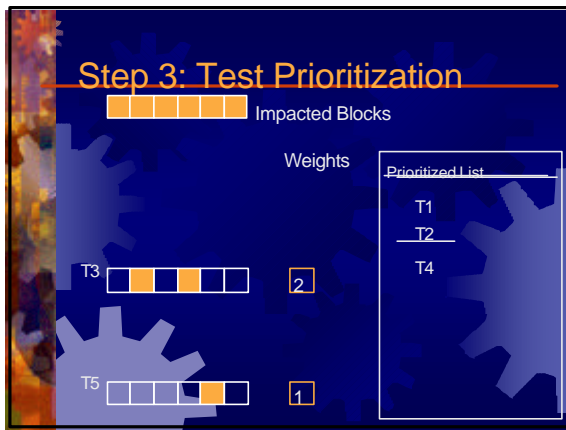 Step 3: Test Prioritization
Impacted Blocks
Weights
Prioritized List
T1
T2
T4
T3
2
T5
1